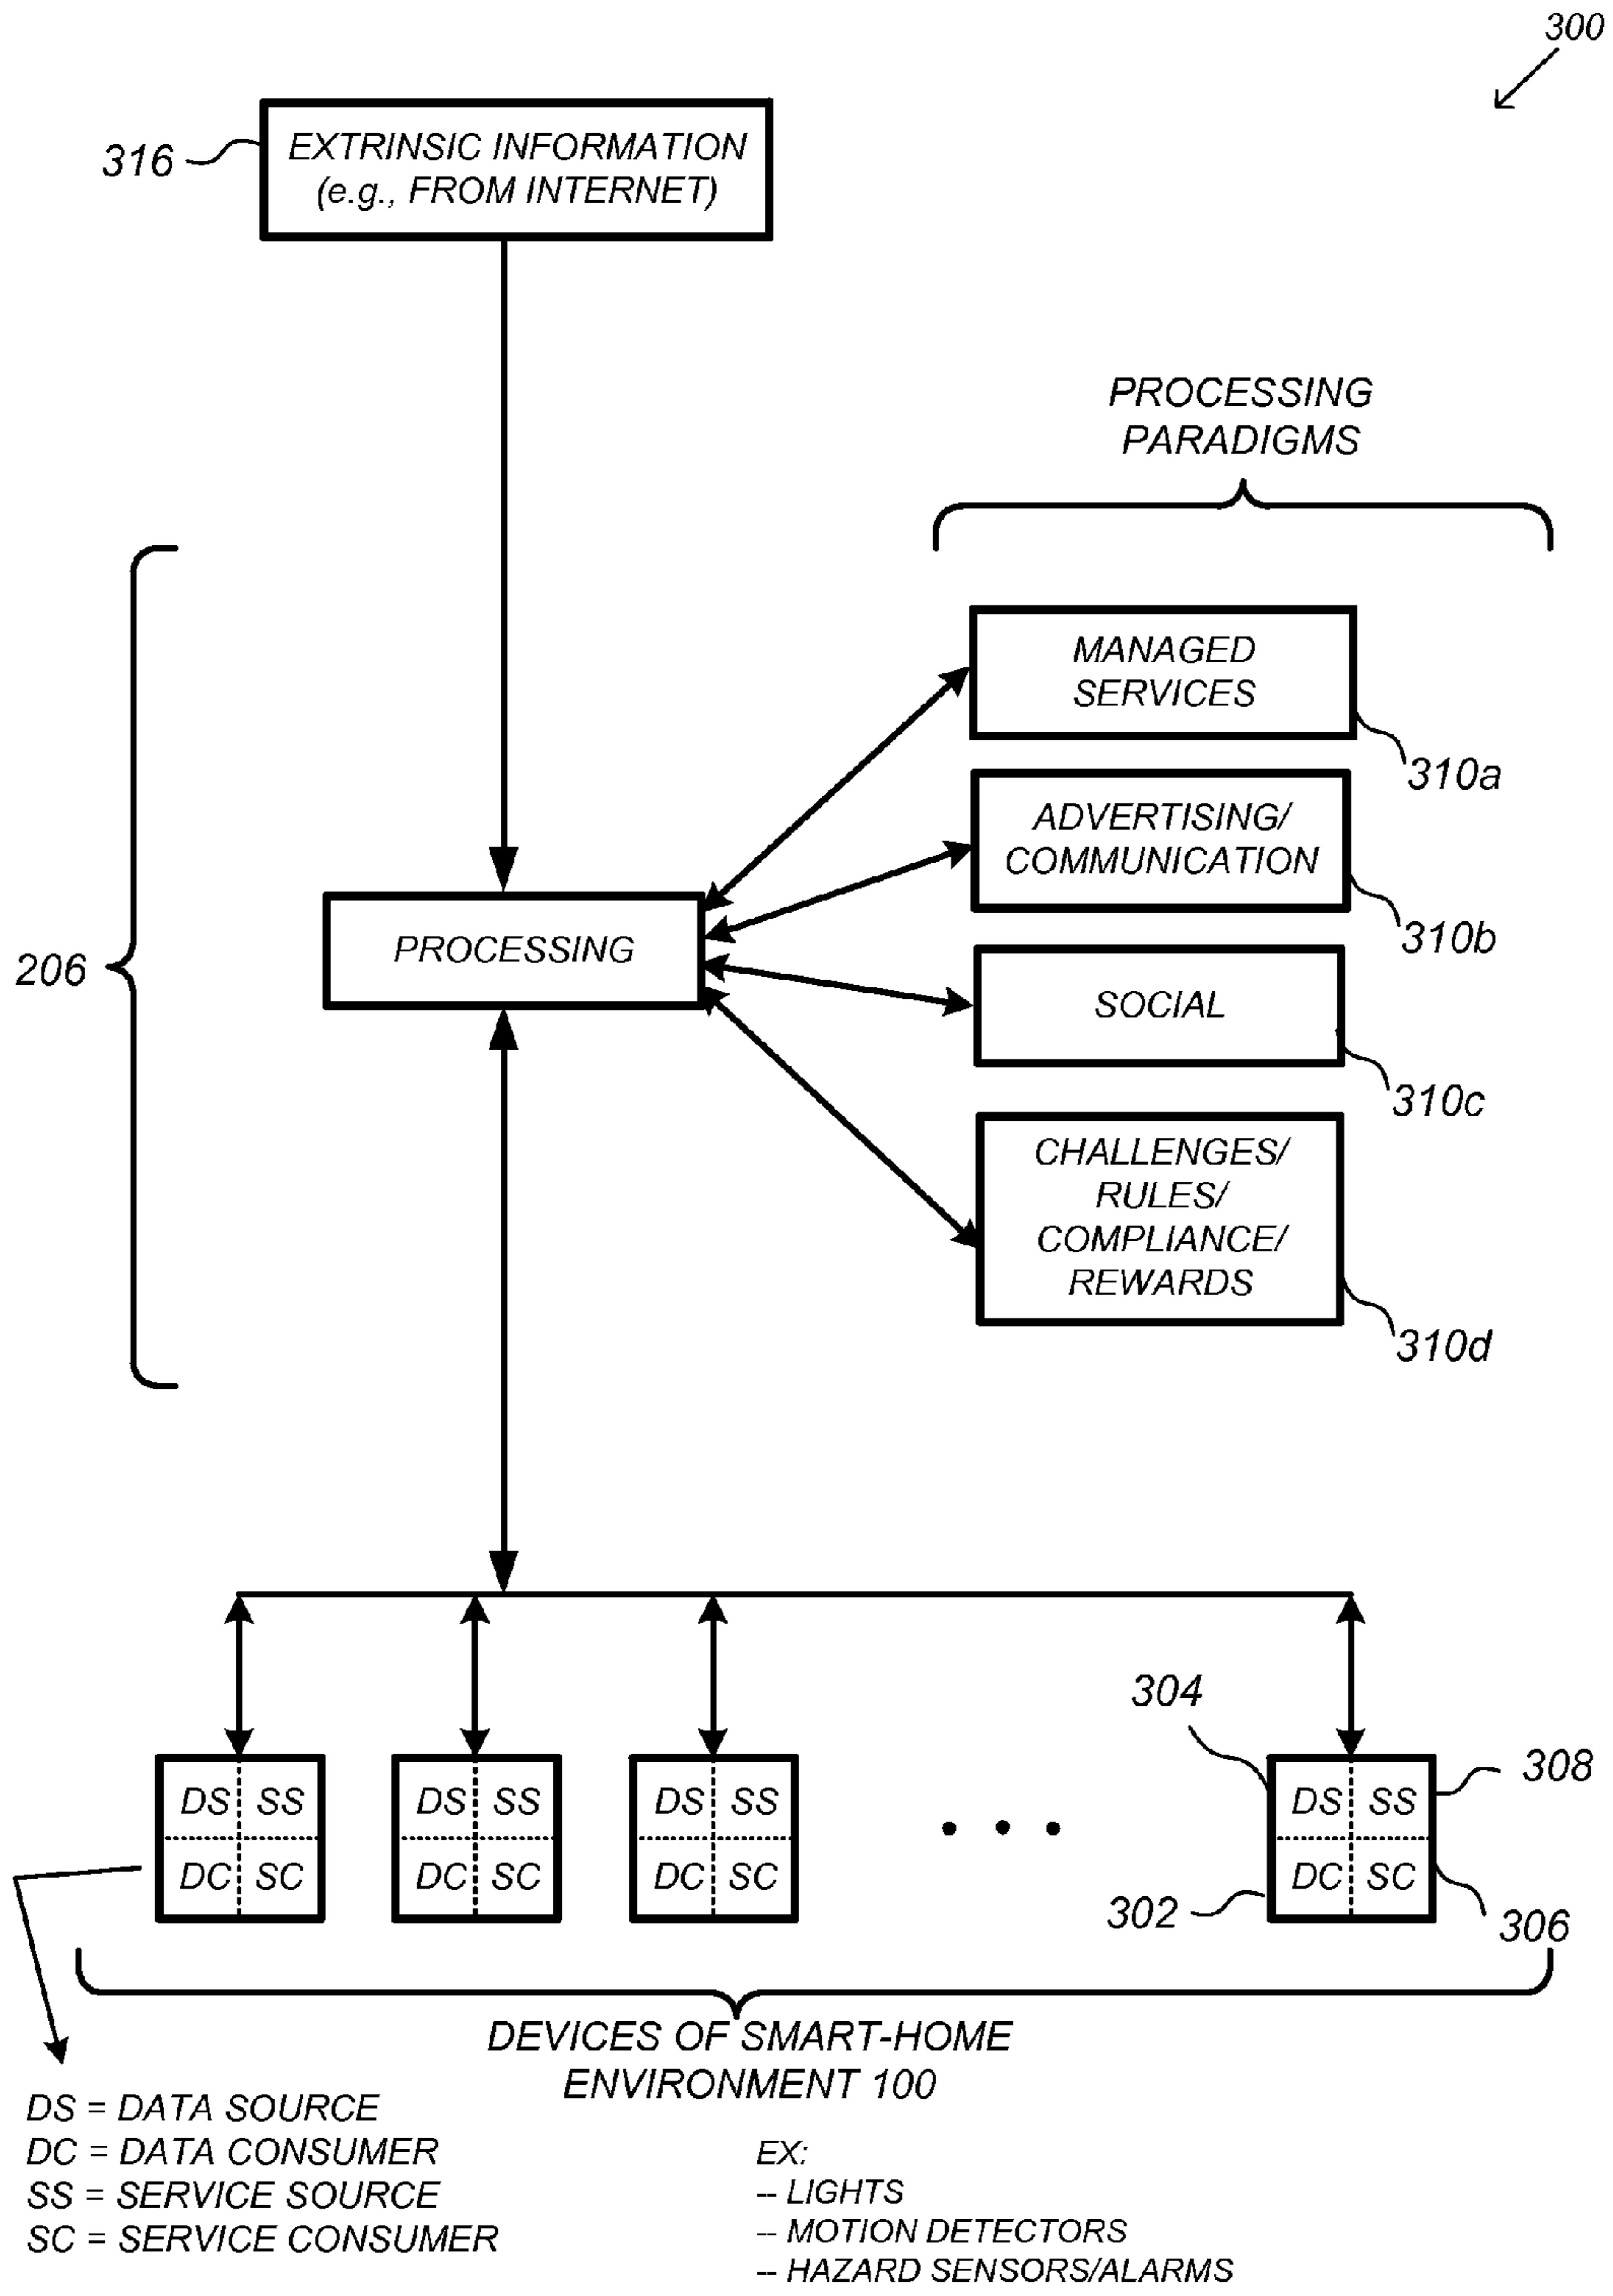 300
316
EXTRINSIC INFORMATION
(e.g., FROM INTERNET)
PROCESSING
PARADIGMS
MANAGED
SERVICES
310a
ADVERTISING/
COMMUNICATION
310b
206
PROCESSING
SOCIAL
310c
CHALLENGES/
RULES/
COMPLIANCE/
REWARDS
310d
304
308
DS SS
DC SC
DS SS
DC SC
DS SS
DC SC
. . .
DS SS
DC SC
302
306
DEVICES OF SMART-HOME
ENVIRONMENT 100
DS = DATA SOURCE
DC = DATA CONSUMER
SS = SERVICE SOURCE
SC = SERVICE CONSUMER
EX:
-- LIGHTS
-- MOTION DETECTORS
-- HAZARD SENSORS/ALARMS